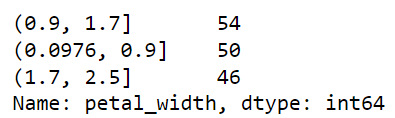 (0.9, 1.7]       54
(0.0976, 0.9]    50
(1.7, 2.5]       46
Name: petal_width, dtype: int64